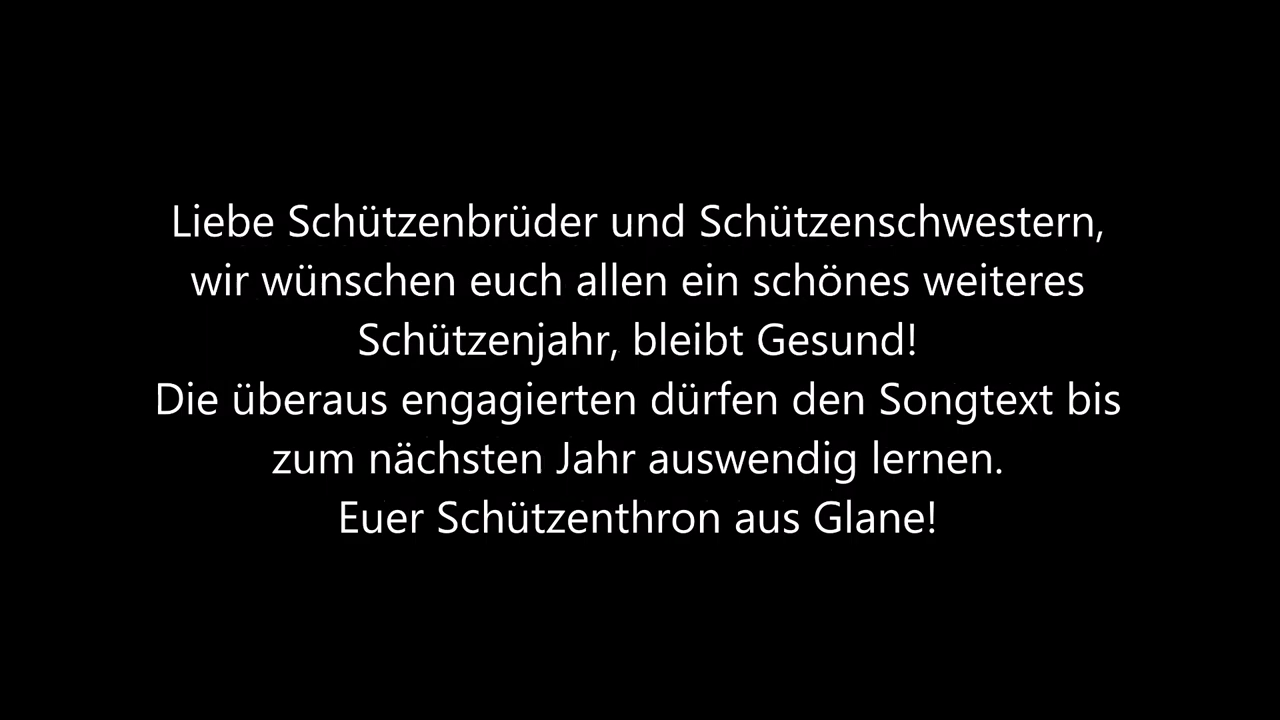 Liebe Schützenbrüder und Schützenschwestern,
wir wünschen euch allen ein schönes weiteres
Schützenjahr, bleibt Gesund!
Die überaus engagierten dürfen den Songtext bis
zum nächsten Jahr auswendig lernen.
Euer Schützenthron aus Glane!